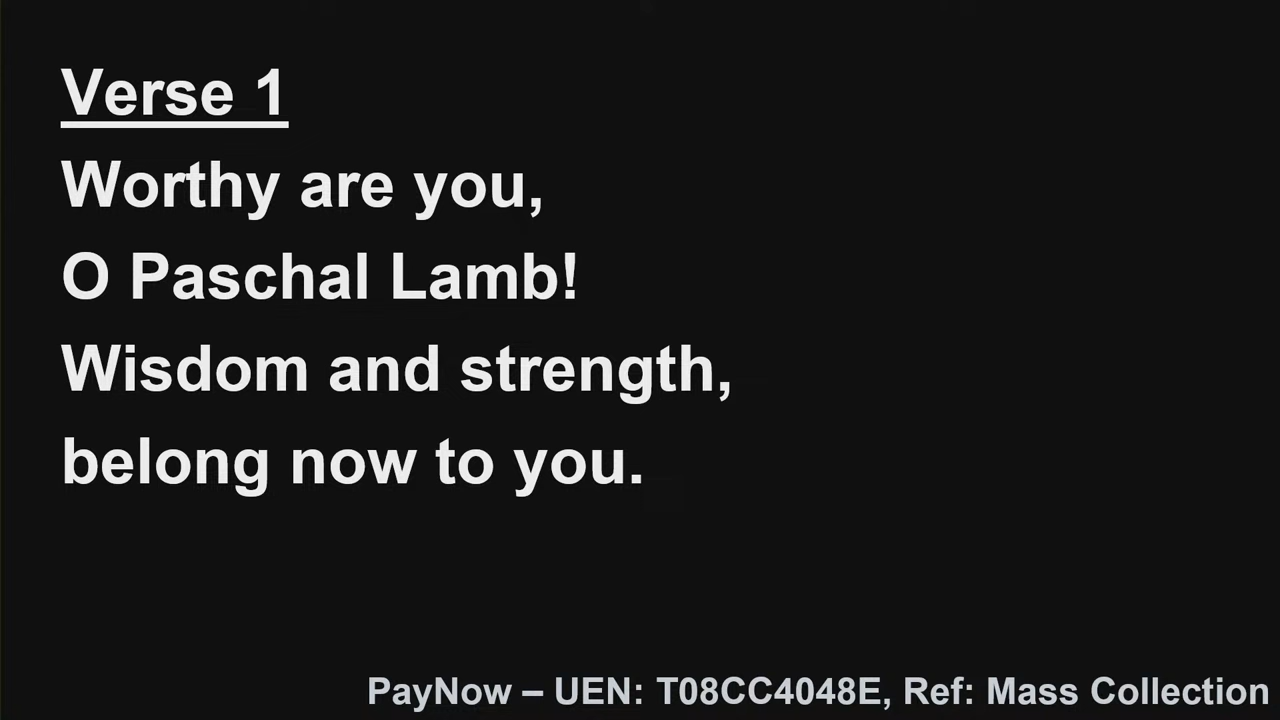 Verse 1
Worthy are you,
O Paschal Lamb!
Wisdom and strength,
belong now to you.
PayNow – UEN: T08CC4048E, Ref: Mass Collection